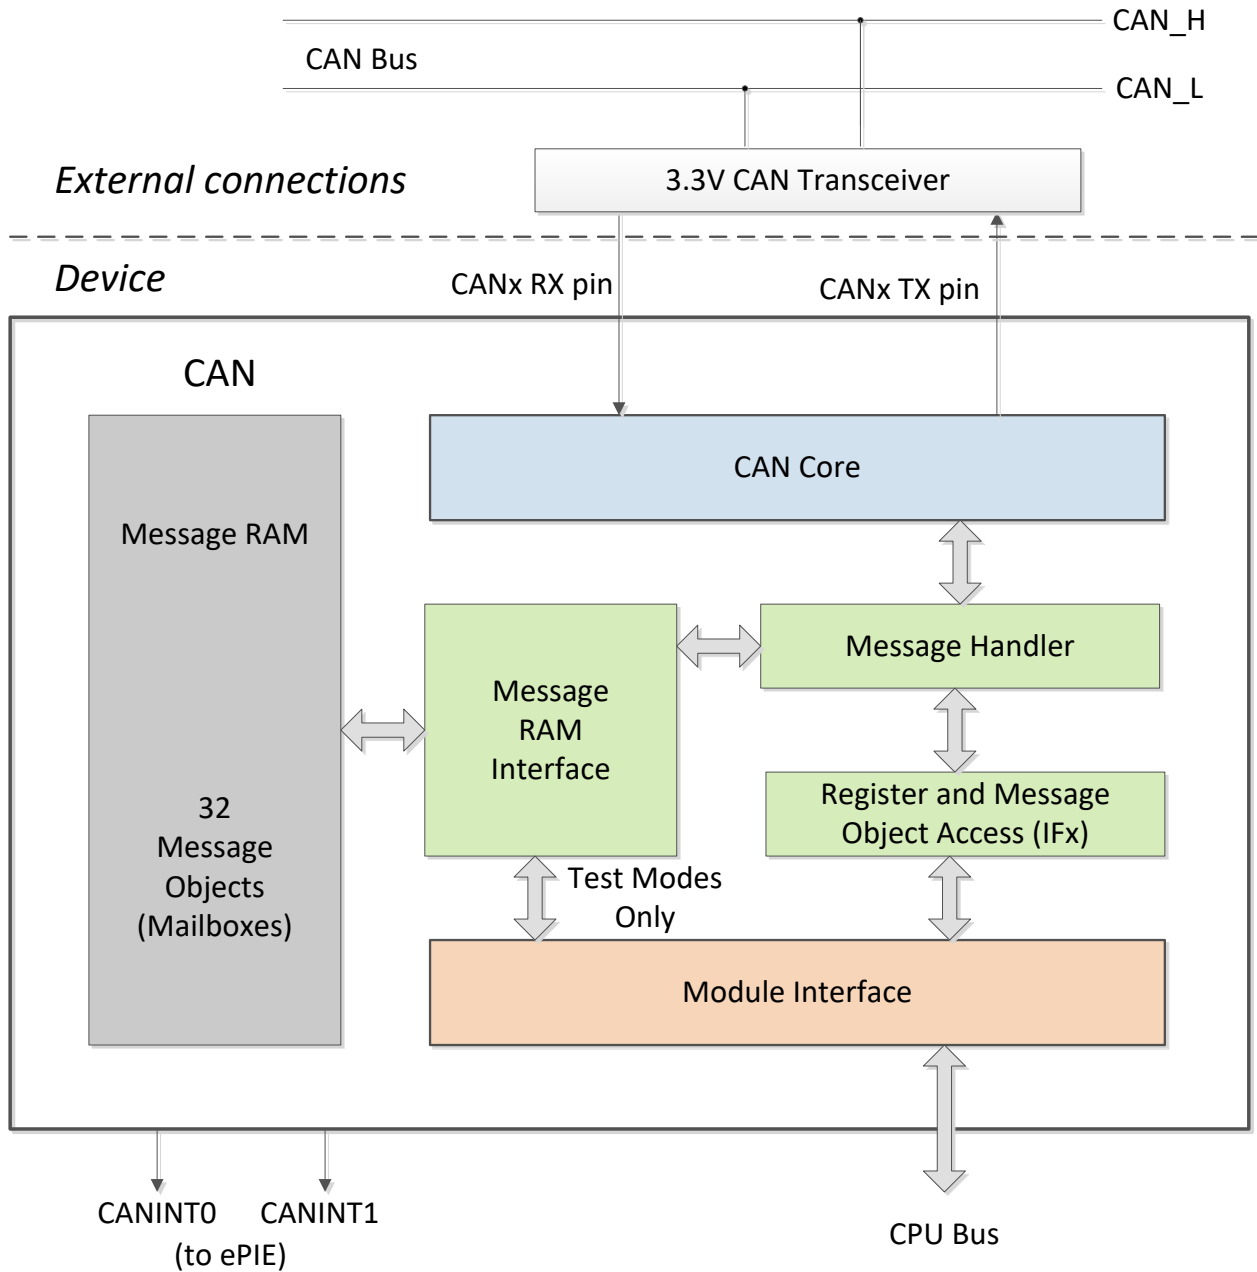 CAN_H
CAN Bus
CAN_L
External connections
3.3V CAN Transceiver
Device
CANx RX pin
CANx TX pin
CAN
CAN Core
Message RAM
32
Message
Objects
(Mailboxes)
Message
RAM
Interface
Message Handler
Register and Message
Object Access (IFx)
Test Modes
Only
Module Interface
CANINT0
CANINT1
(to ePIE)
CPU Bus